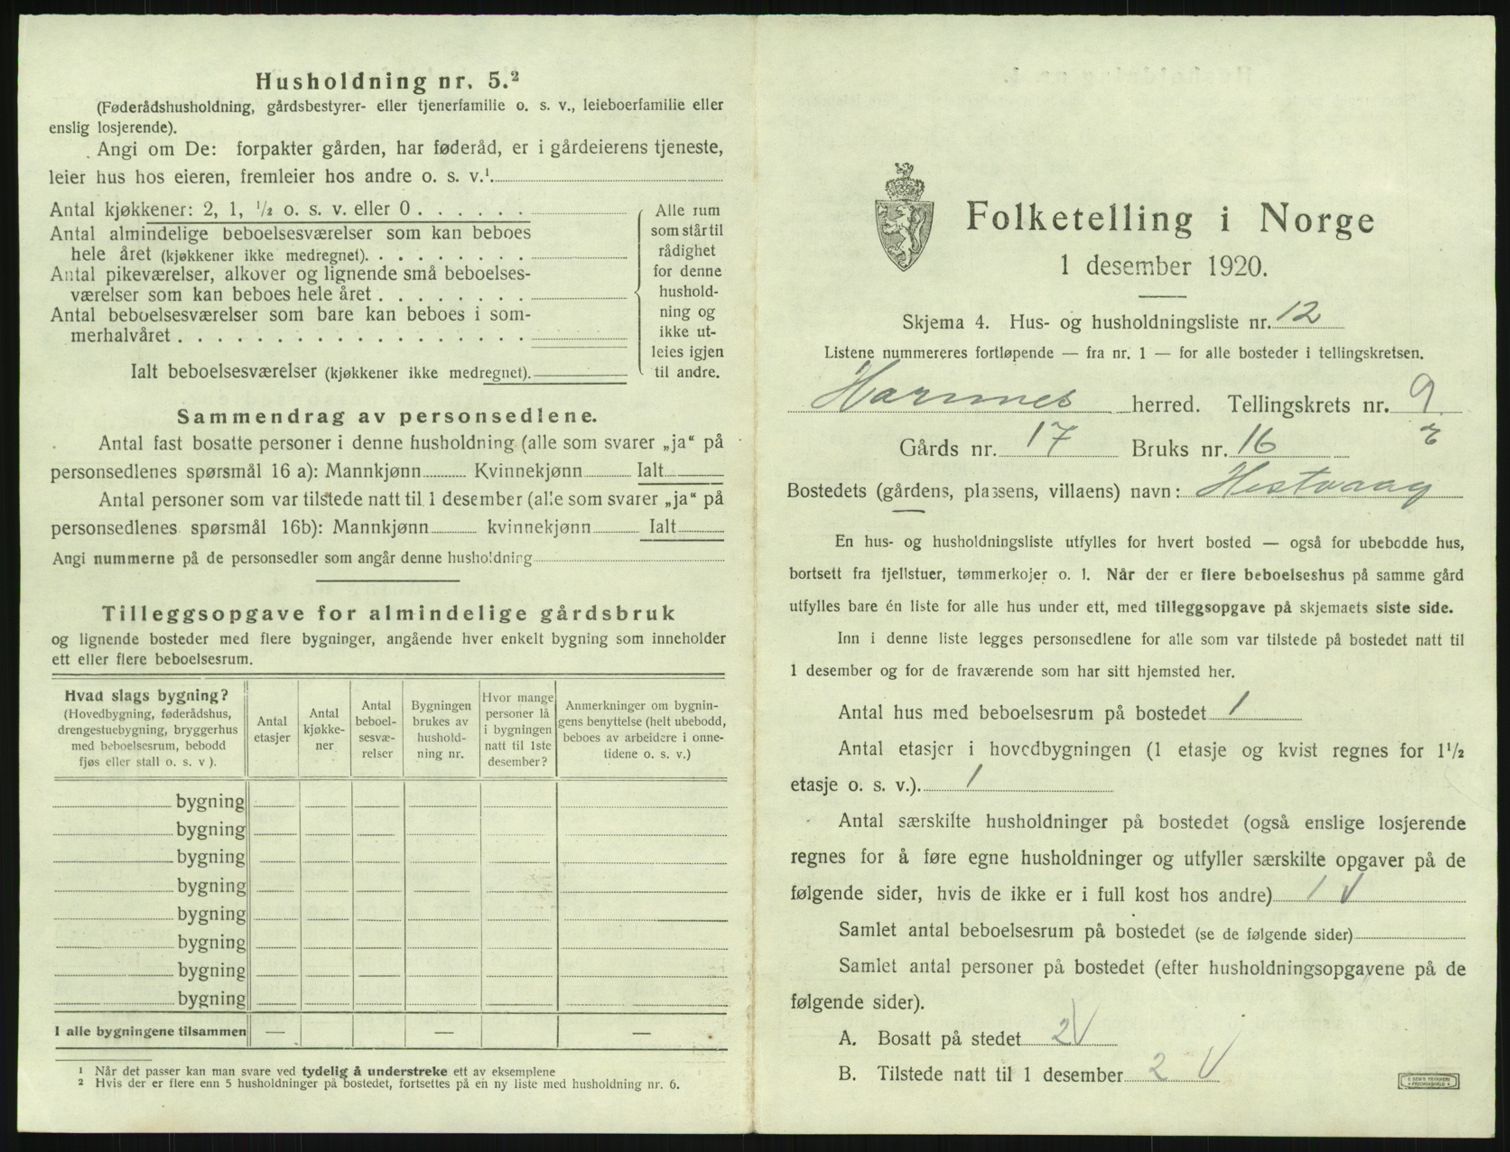 Husholdning nr. 5.²
(Føderådshusholdning, gårdsbestyrer- eller tjenerfamilie o. s. v., leieboerfamilie eller
enslig losjerende).
Angi om De: forpakter gården, har føderåd, er i gårdeierens tjeneste,
leier hus hos eieren, fremleier hos andre o. s. v.¹
Antal kjøkkener: 2, 1, ½ o. s. v. eller 0 . . . . . .
Antal almindelige beboelsesværelser som kan beboes
hele året (kjøkkener ikke medregnet). . . . . . . . .
Antal pikeværelser, alkover og lignende små beboelses-
værelser som kan beboes hele året . . . . . . . .
Antal beboelsesværelser som bare kan beboes i som-
merhalvåret . . . . . . . . . . . . . . . . . .
Ialt beboelsesværelser (kjøkkener ikke medregnet).
Alle rum
som står til
rådighet
for denne
hushold-
ning og
ikke ut-
leies igjen
til andre.
Sammendrag av personsedlene.
Antal fast bosatte personer i denne husholdning (alle som svarer „ja“ på
personsedlenes spørsmål 16 a): Mannkjønn Kvinnekjønn Ialt
Antal personer som var tilstede natt til 1 desember (alle som svarer „ja“ på
personsedlenes spørsmål 16b): Mannkjønn kvinnekjønn Ialt
Angi nummerne på de personsedler som angår denne husholdning
Tilleggsopgave for almindelige gårdsbruk
og lignende bosteder med flere bygninger, angående hver enkelt bygning som inneholder
ett eller flere beboelsesrum.
Hvad slags bygning?
(Hovedbygning, føderådshus,
drengestuebygning, bryggerhus
med beboelsesrum, bebodd
fjøs eller stall o. s. v ).
Antal
etasjer
Antal
kjøkke-
ner
Antal
beboel-
sesvæ-
relser
Bygningen
brukes av
hushold-
ning nr.
Hvor mange
personer lå
i bygningen
natt til 1ste
desember?
Anmerkninger om bygnin-
gens benyttelse (helt ubebodd,
beboes av arbeidere i onne-
tidene o. s. v.)
bygning
bygning
bygning
bygning
bygning
bygning
bygning
bygning
I alle bygningene tilsammen — — —
¹ Når det passer kan man svare ved tydelig å understreke ett av eksemplene
² Hvis der er flere enn 5 husholdninger på bostedet, fortsettes på en ny liste med husholdning nr. 6.
Folketelling i Norge
1 desember 1920.
Skjema 4. Hus- og husholdningsliste nr. 12
Listene nummereres fortløpende — fra nr. 1 — for alle bosteder i tellingskretsen.
Haramnes herred. Tellingskrets nr. 9
Gårds nr. 17 Bruks nr. 16
Bostedets (gårdens, plassens, villaens) navn: Hestvaag
En hus- og husholdningsliste utfylles for hvert bosted — også for ubebodde hus,
bortsett fra fjellstuer, tømmerkojer o. l. Når der er flere beboelseshus på samme gård
utfylles bare én liste for alle hus under ett, med tilleggsopgave på skjemaets siste side.
Inn i denne liste legges personsedlene for alle som var tilstede på bostedet natt til
1 desember og for de fraværende som har sitt hjemsted her.
Antal hus med beboelsesrum på bostedet 1
Antal etasjer i hovedbygningen (1 etasje og kvist regnes for 1½
etasje o. s. v.). 1
Antal særskilte husholdninger på bostedet (også enslige losjerende
regnes for å føre egne husholdninger og utfyller særskilte opgaver på de
følgende sider, hvis de ikke er i full kost hos andre) 1 V
Samlet antal beboelsesrum på bostedet (se de følgende sider)
Samlet antal personer på bostedet (efter husholdningsopgavene på de
følgende sider).
A. Bosatt på stedet 2 V
B. Tilstede natt til 1 desember 2 V